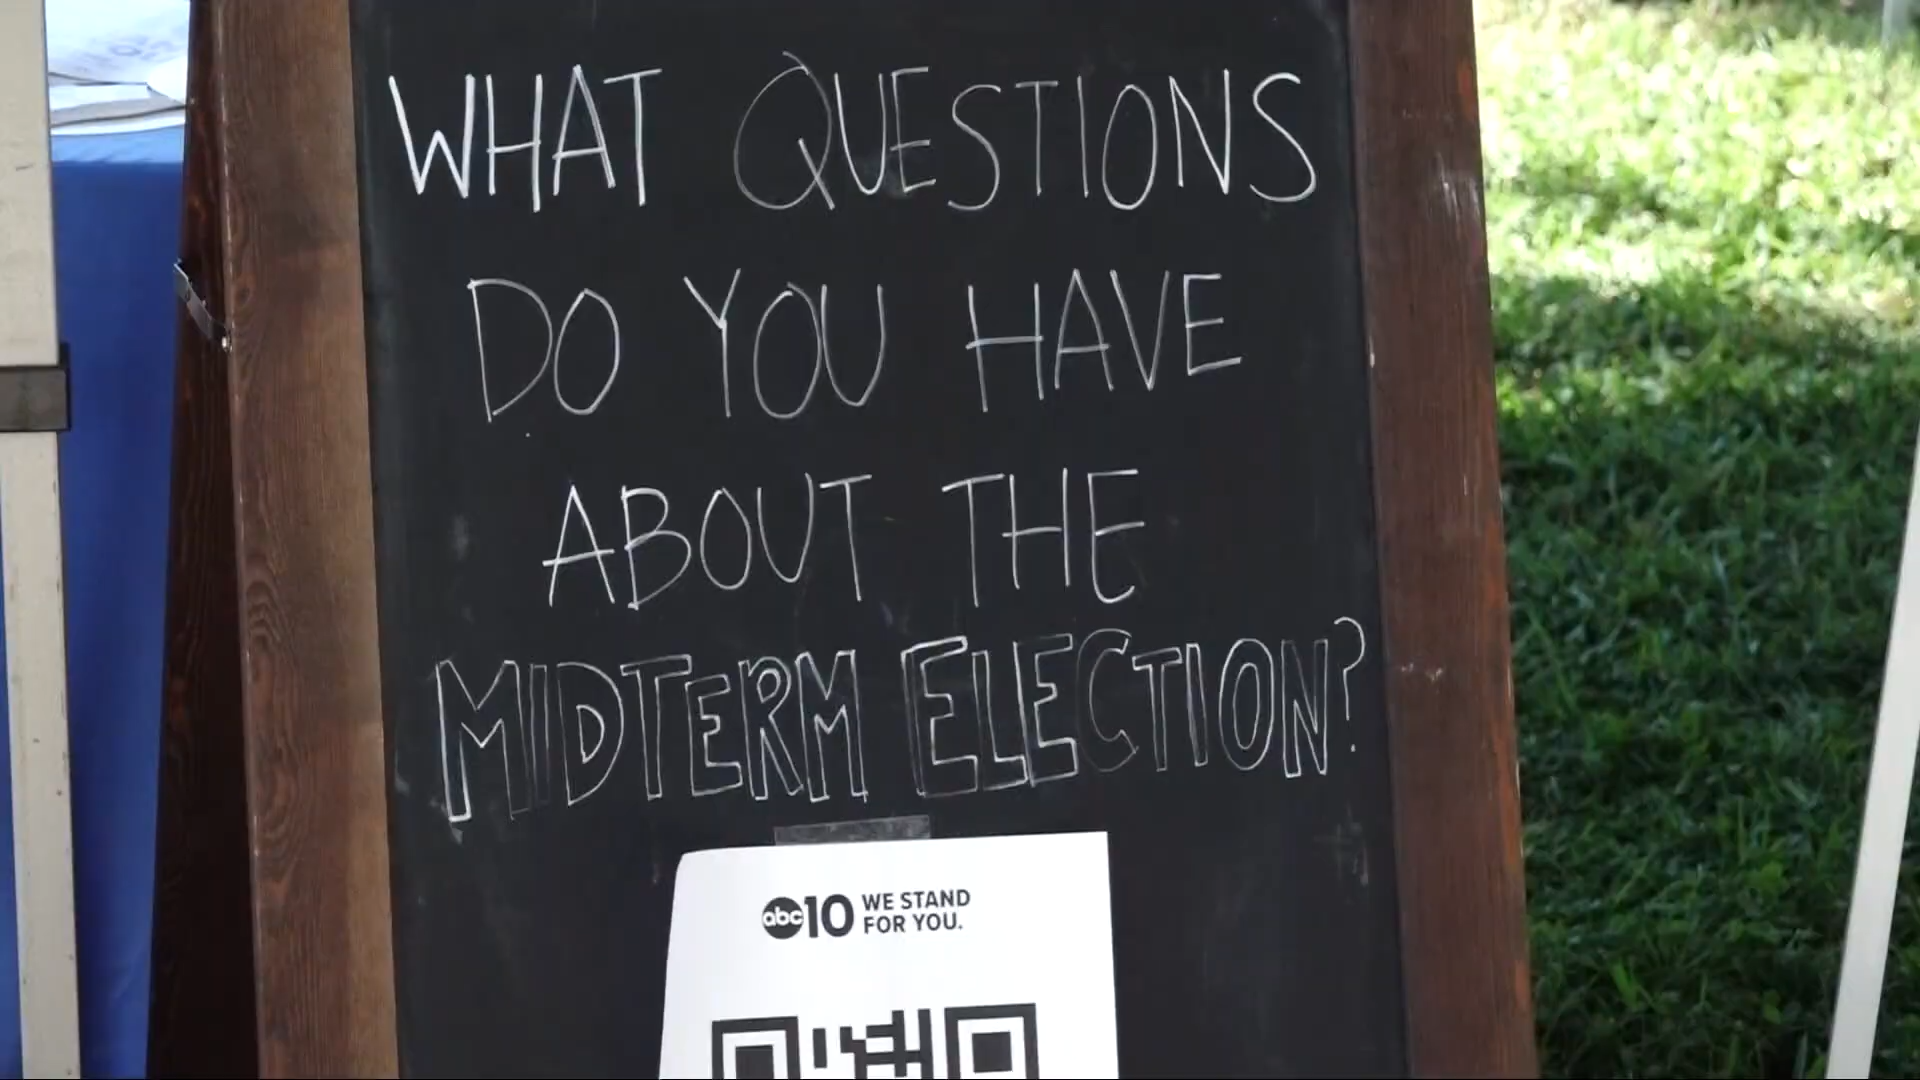 WHAT QUESTIONS
DO YOU HAVE
ABOUT THE
MIDTERM ELECTION?
abc10 WE STAND
FOR YOU.